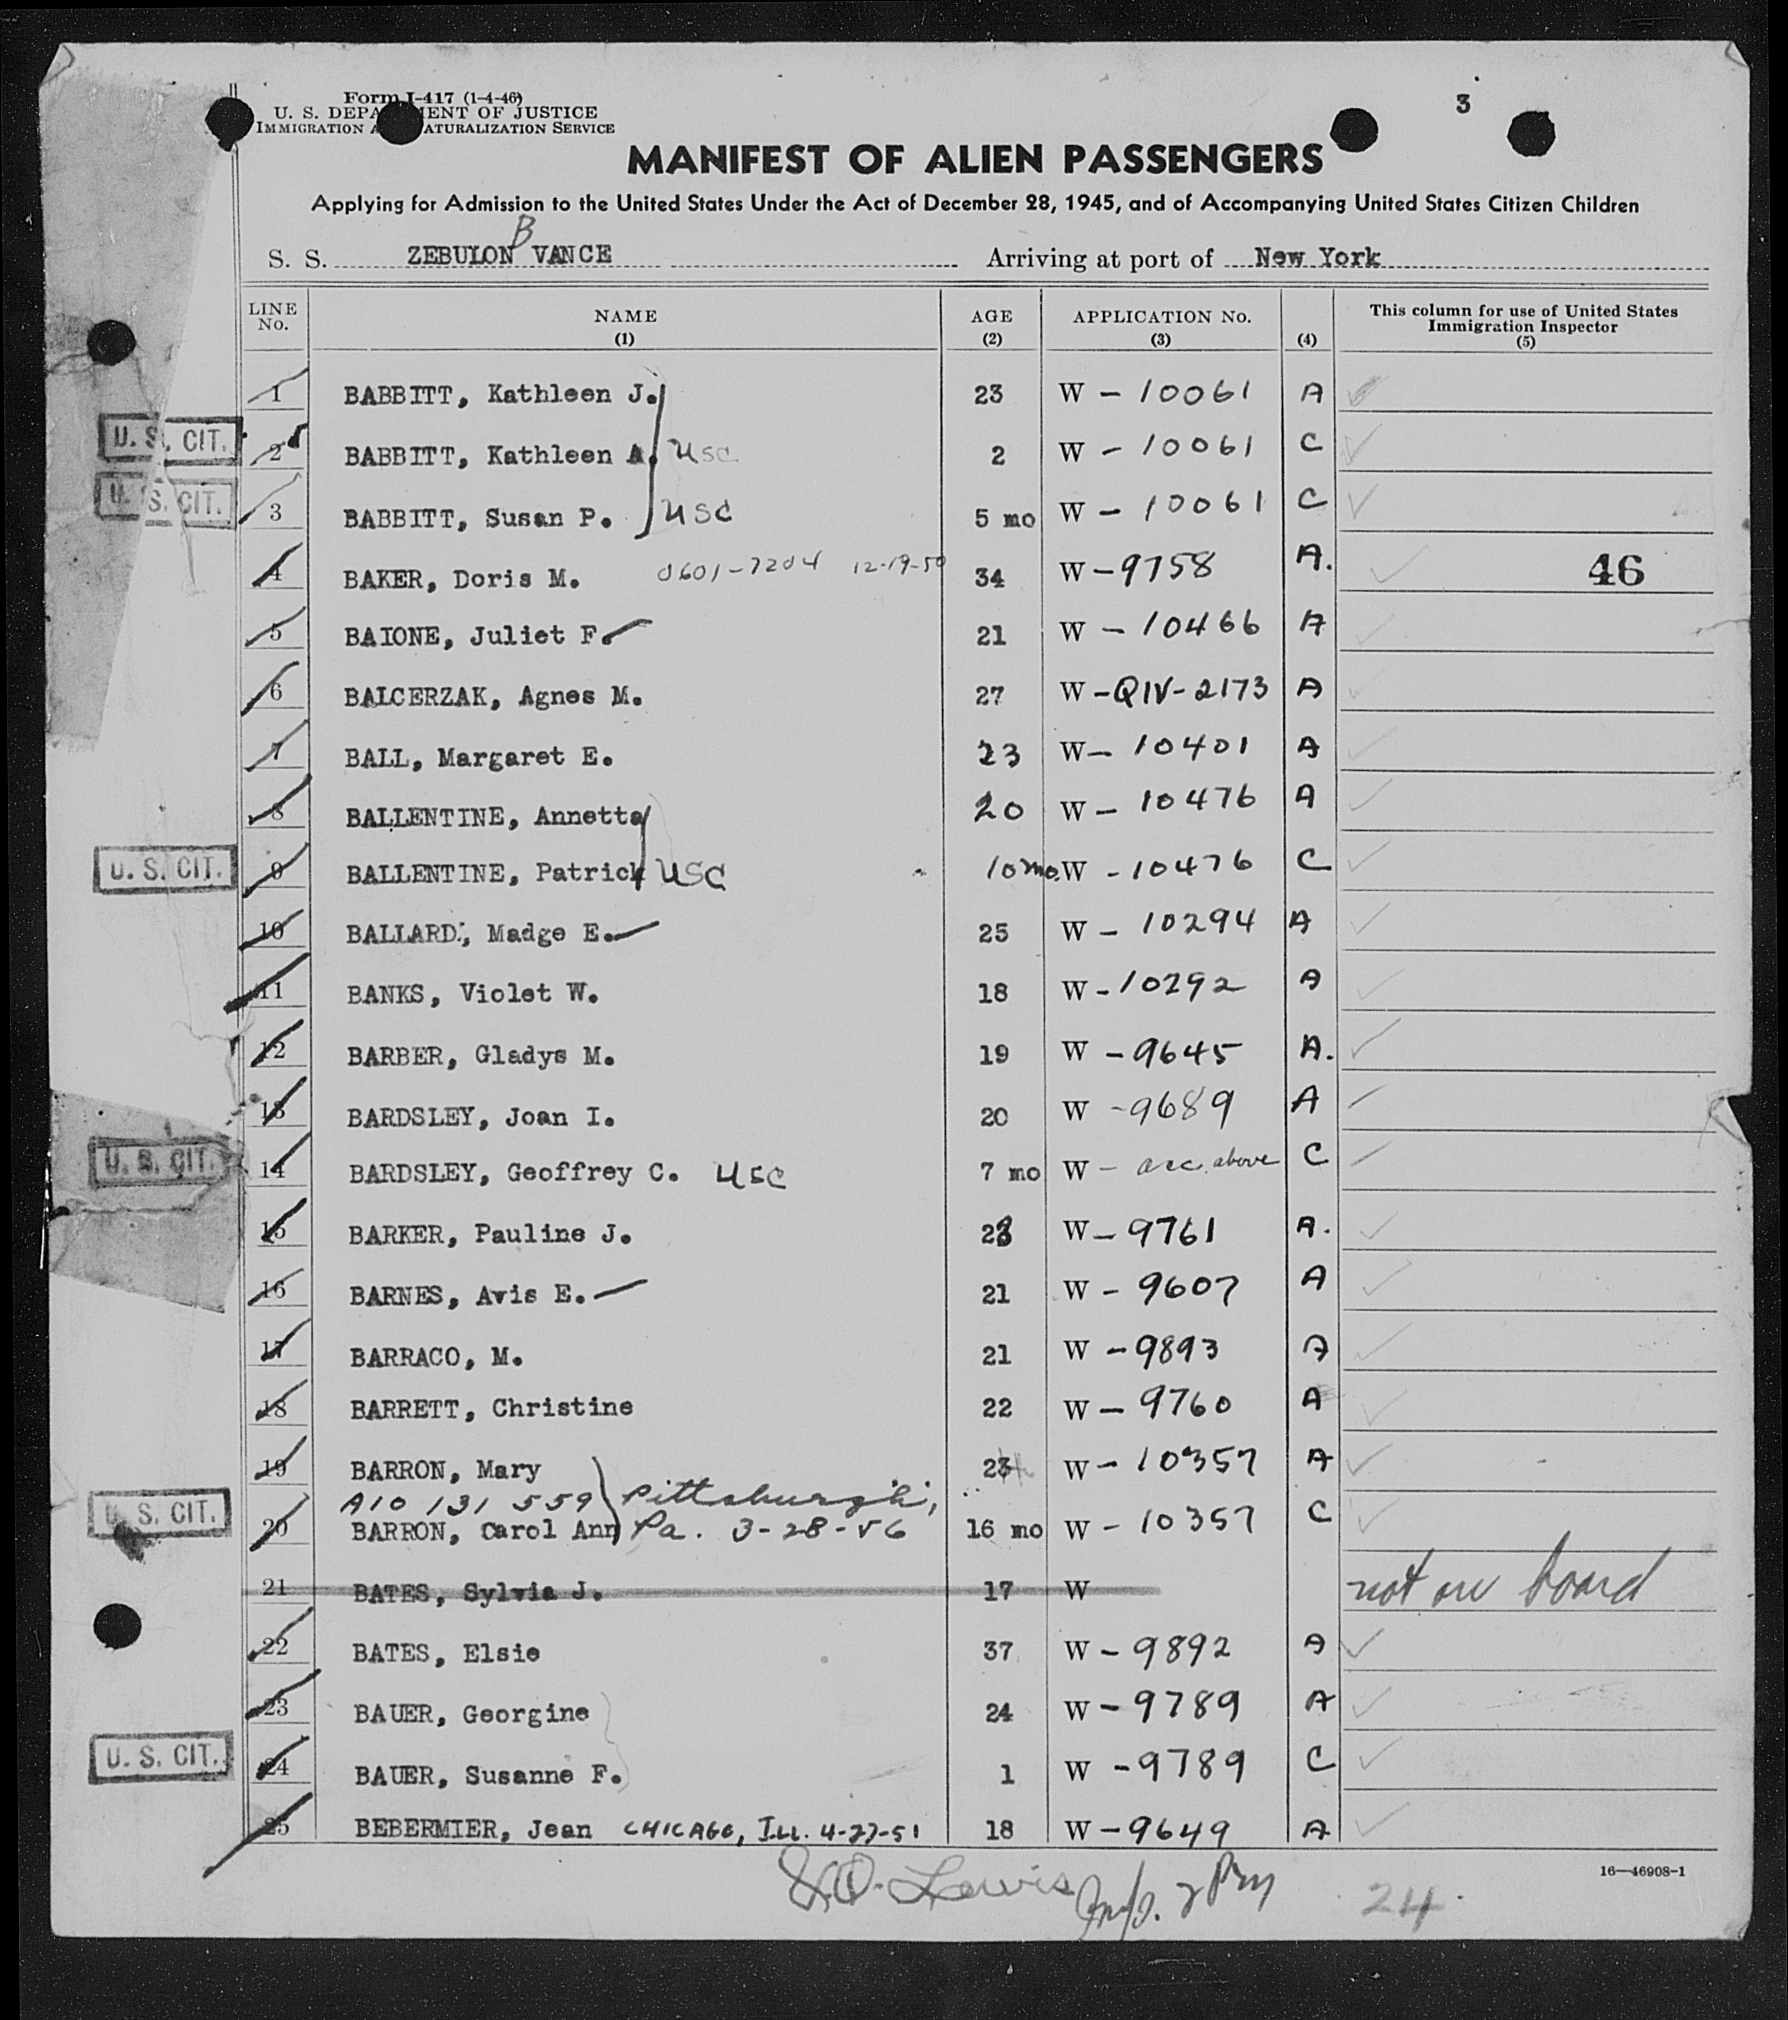 Form I-417 (1-4-46)
3
U. S. DEPARTMENT OF JUSTICE
IMMIGRATION AND NATURALIZATION SERVICE
MANIFEST OF ALIEN PASSENGERS
Applying for Admission to the United States Under the Act of December 28, 1945, and of Accompanying United States Citizen Children
S. S. ZEBULON B VANCE Arriving at port of New York
LINE No. NAME (1) AGE (2) APPLICATION No. (3) (4) This column for use of United States Immigration Inspector (5)
1 BABBITT, Kathleen J. 23 W - 10061 A
U. S. CIT. 2 BABBITT, Kathleen A. USC 2 W - 10061 C
U. S. CIT. 3 BABBITT, Susan P. USC 5 mo W - 10061 C
4 BAKER, Doris M. 0601-7204 12-19-50 34 W - 9758 A. 46
5 BAIONE, Juliet F. 21 W - 10466 A
6 BALCERZAK, Agnes M. 27 W - QIV - 2173 A
7 BALL, Margaret E. 23 W - 10401 A
8 BALLENTINE, Annetta 20 W - 10476 A
U. S. CIT. 9 BALLENTINE, Patrick USC 10 mo. W - 10476 C
10 BALLARD, Madge E. 25 W - 10294 A
11 BANKS, Violet W. 18 W - 10292 A
12 BARBER, Gladys M. 19 W - 9645 A.
13 BARDSLEY, Joan I. 20 W - 9689 A
U. S. CIT. 14 BARDSLEY, Geoffrey C. USC 7 mo W - acc. above C
15 BARKER, Pauline J. 23 W - 9761 A.
16 BARNES, Avis E. 21 W - 9607 A
17 BARRACO, M. 21 W - 9893 A
18 BARRETT, Christine 22 W - 9760 A
19 BARRON, Mary 23 W - 10357 A
A10 131 559 Pittsburgh,
U. S. CIT. 20 BARRON, Carol Ann Pa. 3-28-56 16 mo W - 10357 C
21 BATES, Sylvia J. 17 W not on board
22 BATES, Elsie 37 W - 9892 A
23 BAUER, Georgine 24 W - 9789 A
U. S. CIT. 24 BAUER, Susanne F. 1 W - 9789 C
25 BEBERMIER, Jean CHICAGO, ILL. 4-27-51 18 W - 9649 A
16—46908-1
Lewis 24